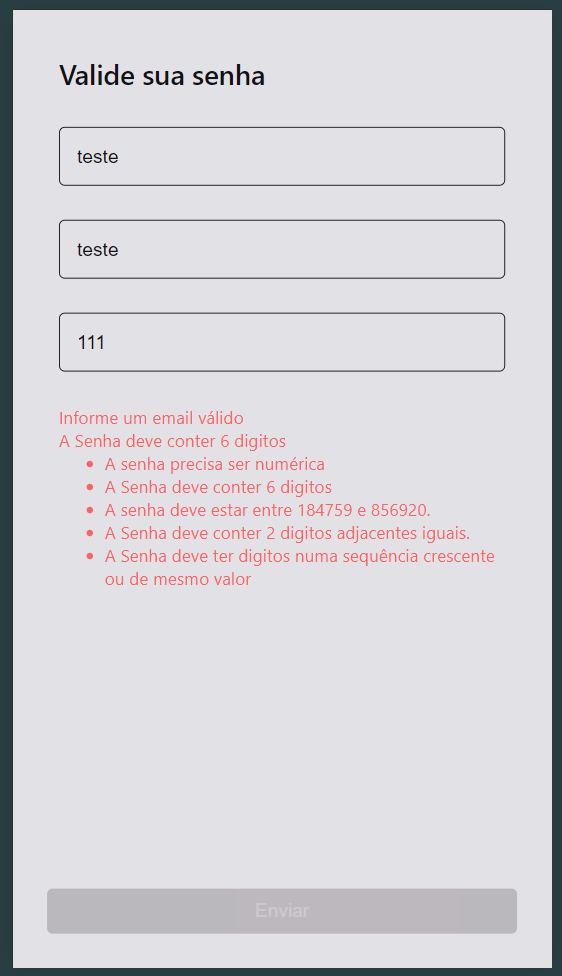 Valide sua senha
teste
teste
111
Informe um email válido
A Senha deve conter 6 digitos
A senha precisa ser numérica
A Senha deve conter 6 digitos
A senha deve estar entre 184759 e 856920.
A Senha deve conter 2 digitos adjacentes iguais.
A Senha deve ter digitos numa sequência crescente
ou de mesmo valor
Enviar